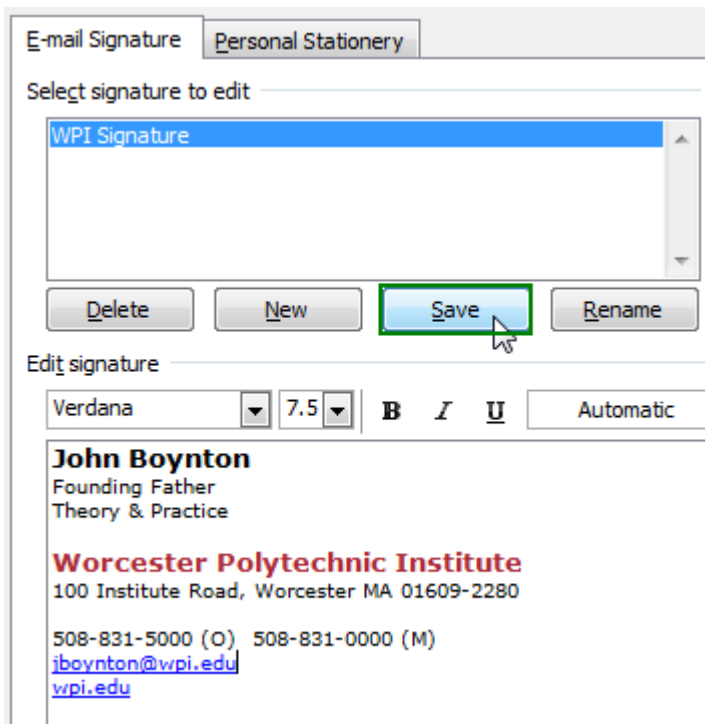 E-mail Signature Personal Stationery
Select signature to edit
WPI Signature
Delete New Save Rename
Edit signature
Verdana 7.5 B I U Automatic
John Boynton
Founding Father
Theory & Practice
Worcester Polytechnic Institute
100 Institute Road, Worcester MA 01609-2280
508-831-5000 (O) 508-831-0000 (M)
jboynton@wpi.edu
wpi.edu